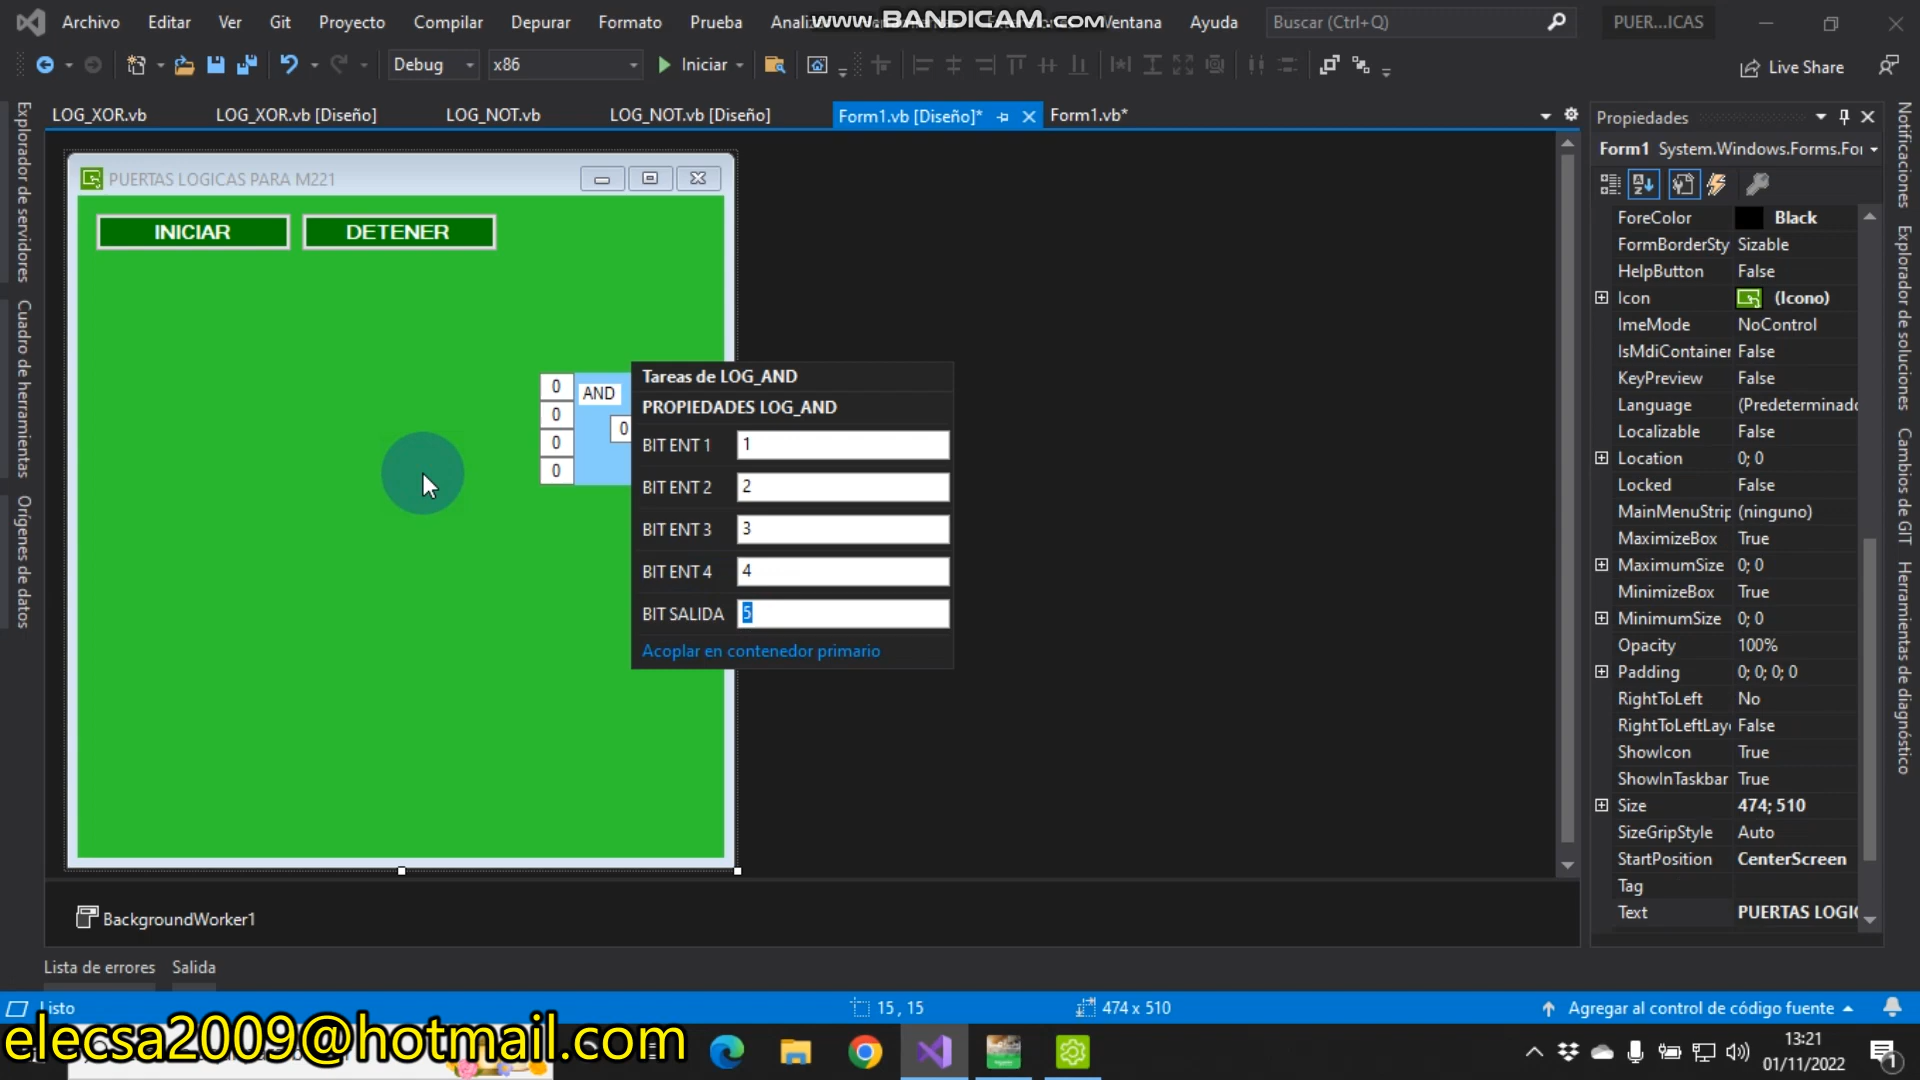 Archivo Editar Ver Git Proyecto Compilar Depurar Formato Prueba Ventana Ayuda Buscar (Ctrl+Q) PUER...ICAS
www.BANDICAM.com
Debug x86 Iniciar Live Share
LOG_XOR.vb LOG_XOR.vb [Diseño] LOG_NOT.vb LOG_NOT.vb [Diseño] Form1.vb [Diseño]* Form1.vb*
Explorador de servidores
Cuadro de herramientas
Orígenes de datos
PUERTAS LOGICAS PARA M221
INICIAR DETENER
0
0
0
0
AND
0
Tareas de LOG_AND
PROPIEDADES LOG_AND
BIT ENT 1 1
BIT ENT 2 2
BIT ENT 3 3
BIT ENT 4 4
BIT SALIDA 5
Acoplar en contenedor primario
BackgroundWorker1
Propiedades
Form1 System.Windows.Forms.For
ForeColor Black
FormBorderSty Sizable
HelpButton False
Icon (Icono)
ImeMode NoControl
IsMdiContainer False
KeyPreview False
Language (Predeterminado
Localizable False
Location 0; 0
Locked False
MainMenuStrip (ninguno)
MaximizeBox True
MaximumSize 0; 0
MinimizeBox True
MinimumSize 0; 0
Opacity 100%
Padding 0; 0; 0; 0
RightToLeft No
RightToLeftLay False
ShowIcon True
ShowInTaskbar True
Size 474; 510
SizeGripStyle Auto
StartPosition CenterScreen
Tag
Text PUERTAS LOGIC
Notificaciones
Explorador de soluciones
Cambios de GIT
Herramientas de diagnóstico
Lista de errores Salida
Listo 15 , 15 474 x 510 Agregar al control de código fuente
elecsa2009@hotmail.com
13:21
01/11/2022
1